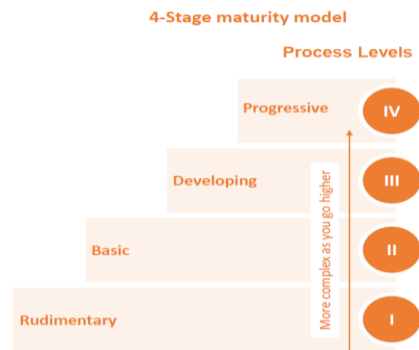 4-Stage maturity model
Process Levels
Progressive
IV
Developing
III
Basic
II
Rudimentary
I
More complex as you go higher